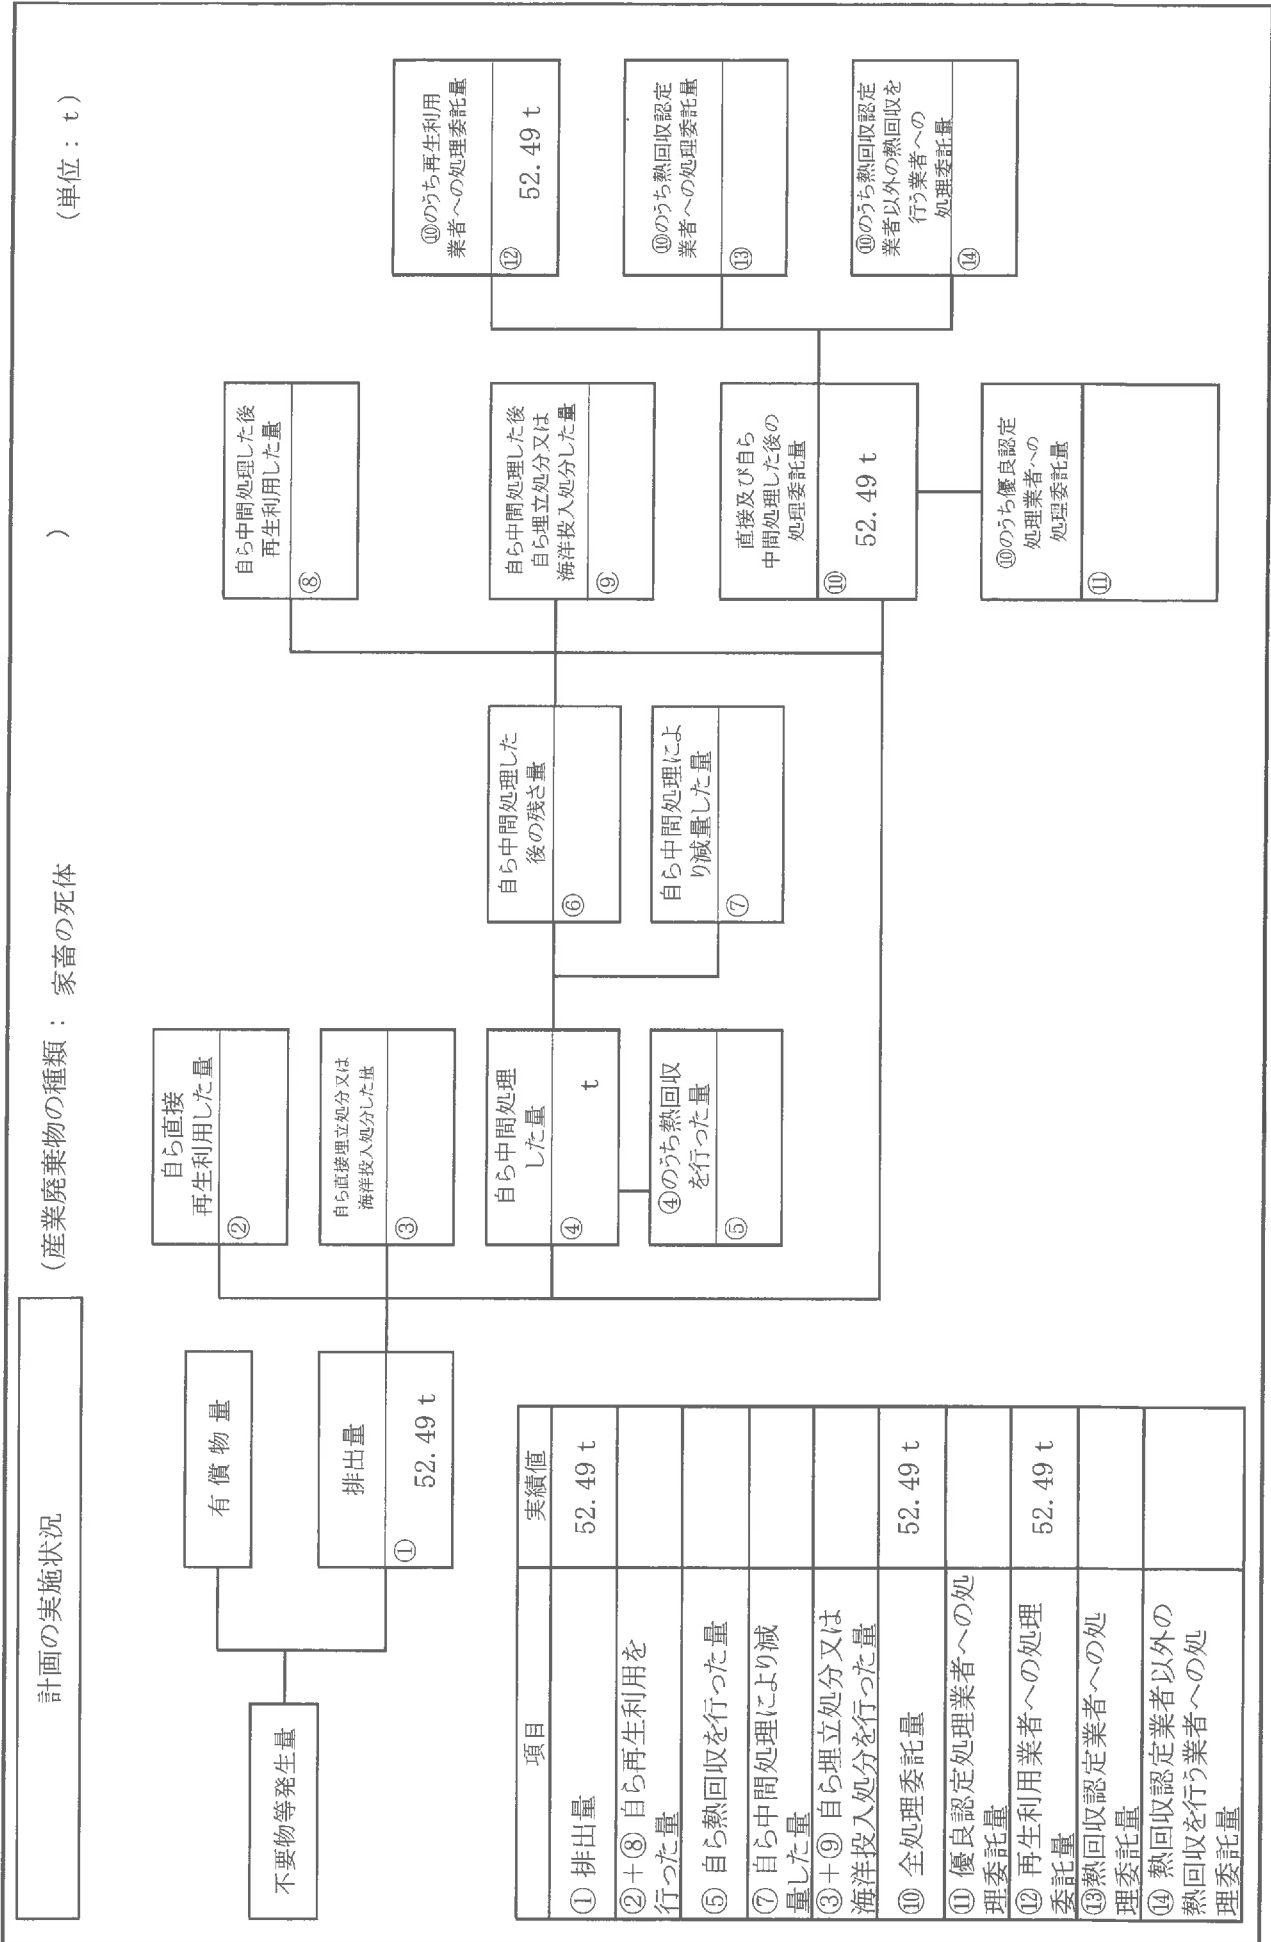 計画の実施状況
(産業廃棄物の種類： 家畜の死体 )
(単位：t)
不要物等発生量
有償物量
排出量
①
52.49 t
自ら直接
再生利用した量
②
自ら直接埋立処分又は
海洋投入処分した量
③
自ら中間処理
した量
④
t
④のうち熱回収
を行った量
⑤
自ら中間処理した
後の残さ量
⑥
自ら中間処理によ
り減量した量
⑦
自ら中間処理した後
再生利用した量
⑧
自ら中間処理した後
自ら埋立処分又は
海洋投入処分した量
⑨
直接及び自ら
中間処理した後の
処理委託量
⑩
52.49 t
⑩のうち優良認定
処理業者への
処理委託量
⑪
⑩のうち再生利用
業者への処理委託量
⑫
52.49 t
⑩のうち熱回収認定
業者への処理委託量
⑬
⑩のうち熱回収認定
業者以外の熱回収を
行う業者への
処理委託量
⑭
項目 実績値
① 排出量 52.49 t
②＋⑧ 自ら再生利用を
行った量
⑤ 自ら熱回収を行った量
⑦ 自ら中間処理により減
量した量
③＋⑨ 自ら埋立処分又は
海洋投入処分を行った量
⑩ 全処理委託量 52.49 t
⑪ 優良認定処理業者への処
理委託量
⑫ 再生利用業者への処理
委託量 52.49 t
⑬熱回収認定業者への処
理委託量
⑭ 熱回収認定業者以外の
熱回収を行う業者への処
理委託量